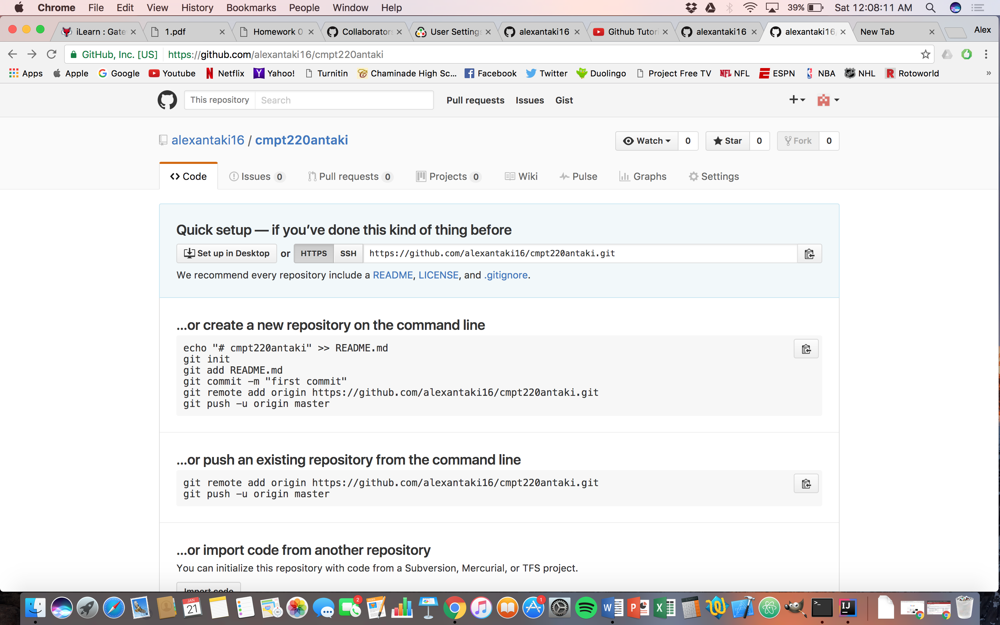 Chrome File Edit View History Bookmarks People Window Help 39% Sat 12:08:11 AM
iLearn : Gate 1.pdf Homework 0 Collaborators User Settings alexantaki16 Github Tutori alexantaki16 alexantaki16/ New Tab Alex
GitHub, Inc. [US] https://github.com/alexantaki16/cmpt220antaki
Apps Apple Google Youtube Netflix Yahoo! Turnitin Chaminade High Sc... Facebook Twitter Duolingo Project Free TV NFL NFL ESPN NBA NHL Rotoworld »
This repository Search Pull requests Issues Gist
alexantaki16 / cmpt220antaki Watch 0 Star 0 Fork 0
Code Issues 0 Pull requests 0 Projects 0 Wiki Pulse Graphs Settings
Quick setup — if you’ve done this kind of thing before
Set up in Desktop or HTTPS SSH https://github.com/alexantaki16/cmpt220antaki.git
We recommend every repository include a README, LICENSE, and .gitignore.
…or create a new repository on the command line
echo "# cmpt220antaki" >> README.md
git init
git add README.md
git commit -m "first commit"
git remote add origin https://github.com/alexantaki16/cmpt220antaki.git
git push -u origin master
…or push an existing repository from the command line
git remote add origin https://github.com/alexantaki16/cmpt220antaki.git
git push -u origin master
…or import code from another repository
You can initialize this repository with code from a Subversion, Mercurial, or TFS project.
Import code
JAN 21 3D 2 PAGES 1 W P X >_ IJ